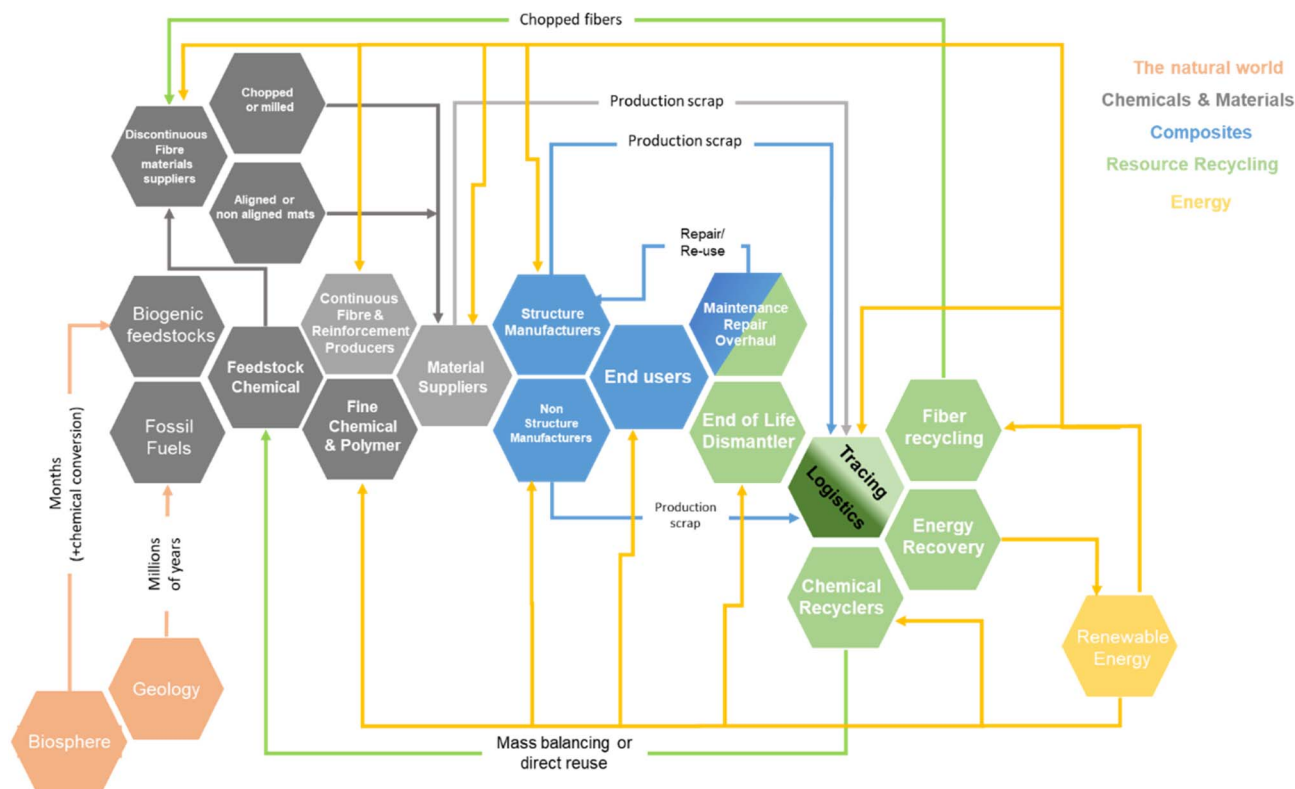 Chopped fibers
The natural world
Chemicals & Materials
Composites
Resource Recycling
Energy
Chopped
or milled
Production scrap
Production scrap
Discontinuous
Fibre
materials
suppliers
Aligned or
non aligned mats
Repair/
Re-use
Biogenic
feedstocks
Continuous
Fibre &
Reinforcement
Producers
Structure
Manufacturers
Maintenance
Repair
Overhaul
Feedstock
Chemical
Material
Suppliers
End users
Fossil
Fuels
Fine
Chemical
& Polymer
Non
Structure
Manufacturers
End of Life
Dismantler
Fiber
recycling
Tracing
Logistics
Months
(+chemical conversion)
Millions
of years
Production
scrap
Energy
Recovery
Chemical
Recyclers
Renewable
Energy
Geology
Biosphere
Mass balancing or
direct reuse